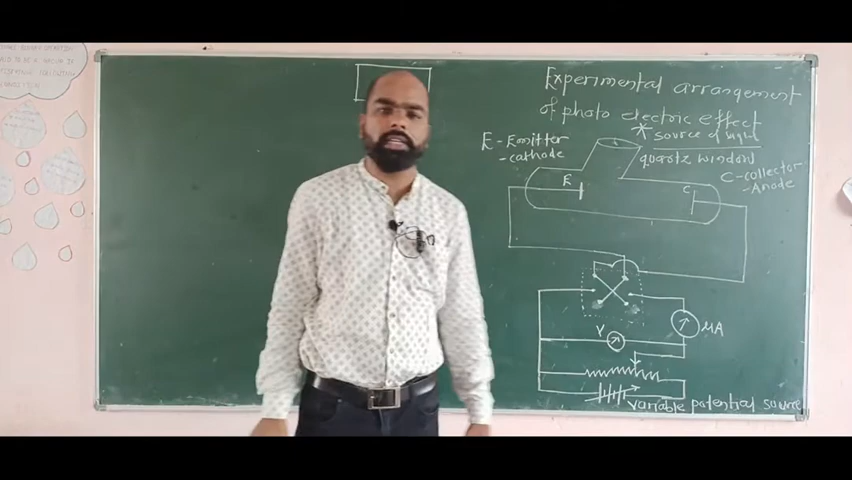 Experimental arrangement
of photo electric effect
E-Emitter
-cathode
source of light
quartz window
C-collector
-Anode
E
C
V
μA
variable potential source